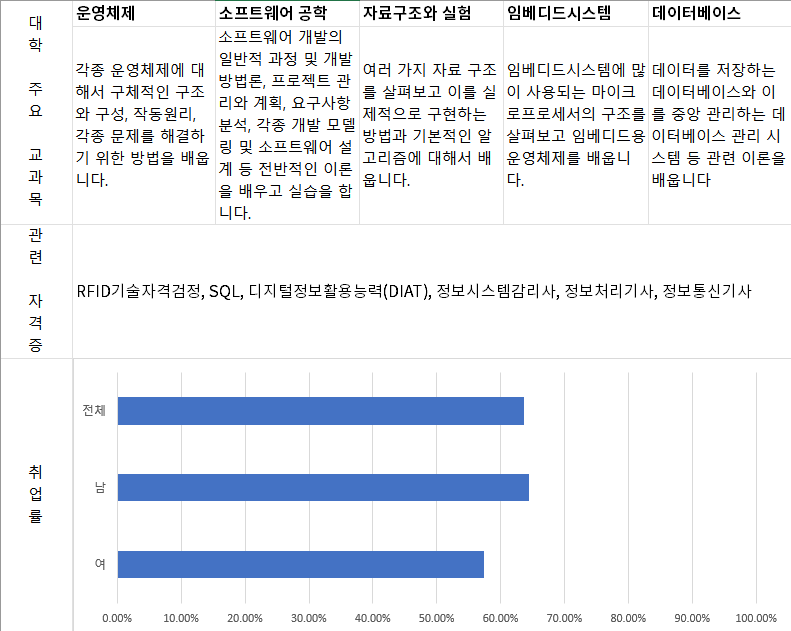 대
학
주
요
교
과
목
운영체제
소프트웨어 공학
자료구조와 실험
임베디드시스템
데이터베이스
각종 운영체제에 대
해서 구체적인 구조
와 구성, 작동원리,
각종 문제를 해결하
기 위한 방법을 배웁
니다.
소프트웨어 개발의
일반적 과정 및 개발
방법론, 프로젝트 관
리와 계획, 요구사항
분석, 각종 개발 모델
링 및 소프트웨어 설
계 등 전반적인 이론
을 배우고 실습을 합
니다.
여러 가지 자료 구조
를 살펴보고 이를 실
제적으로 구현하는
방법과 기본적인 알
고리즘에 대해서 배
웁니다.
임베디드시스템에 많
이 사용되는 마이크
로프로세서의 구조를
살펴보고 임베디드용
운영체제를 배웁니
다.
데이터를 저장하는
데이터베이스와 이
를 중앙 관리하는 데
이터베이스 관리 시
스템 등 관련 이론을
배웁니다
관
련
자
격
증
RFID기술자격검정, SQL, 디지털정보활용능력(DIAT), 정보시스템감리사, 정보처리기사, 정보통신기사
취
업
률
전체
남
여
0.00% 10.00% 20.00% 30.00% 40.00% 50.00% 60.00% 70.00% 80.00% 90.00% 100.00%